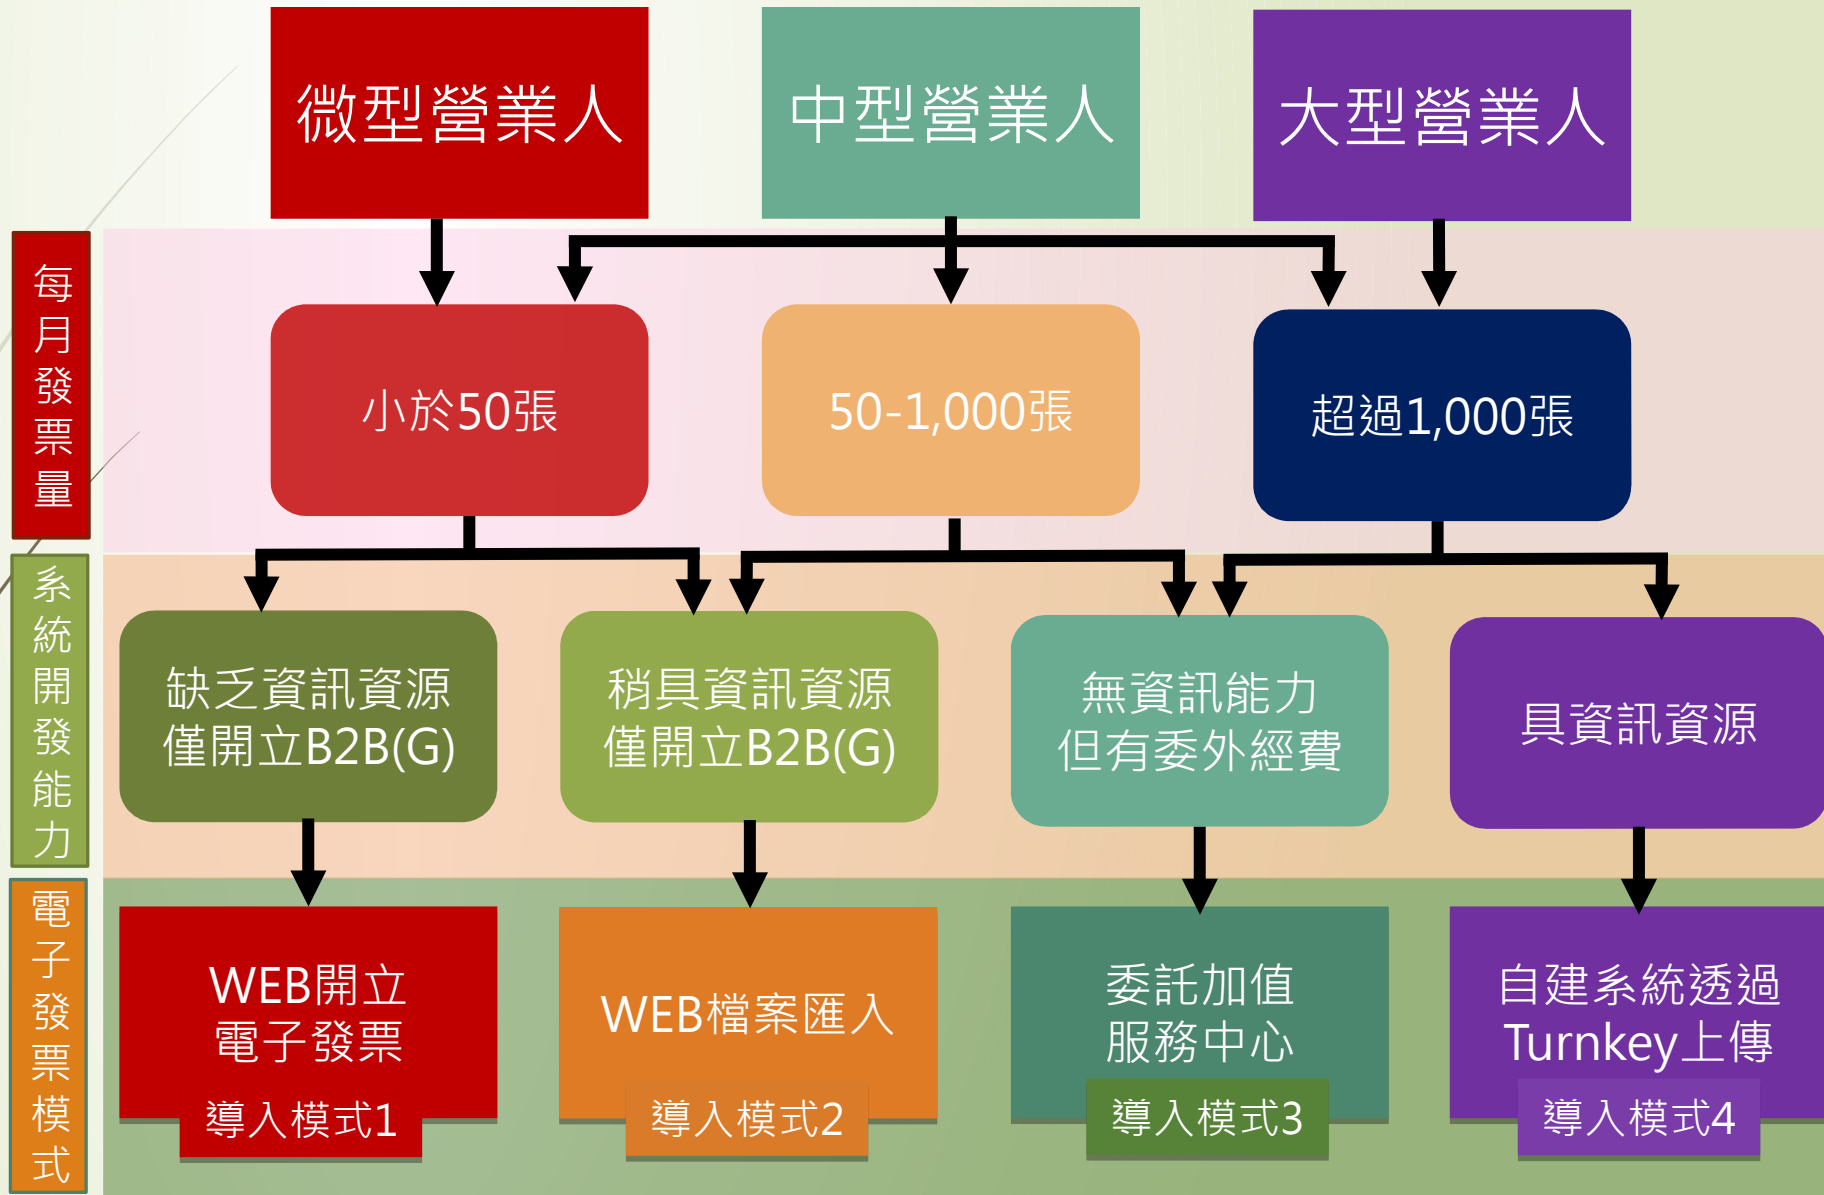 微型營業人
中型營業人
大型營業人
每月發票量
小於50張
50-1,000張
超過1,000張
系統開發能力
缺乏資訊資源
僅開立B2B(G)
稍具資訊資源
僅開立B2B(G)
無資訊能力
但有委外經費
具資訊資源
電子發票模式
WEB開立
電子發票
導入模式1
WEB檔案匯入
導入模式2
委託加值
服務中心
導入模式3
自建系統透過
Turnkey上傳
導入模式4